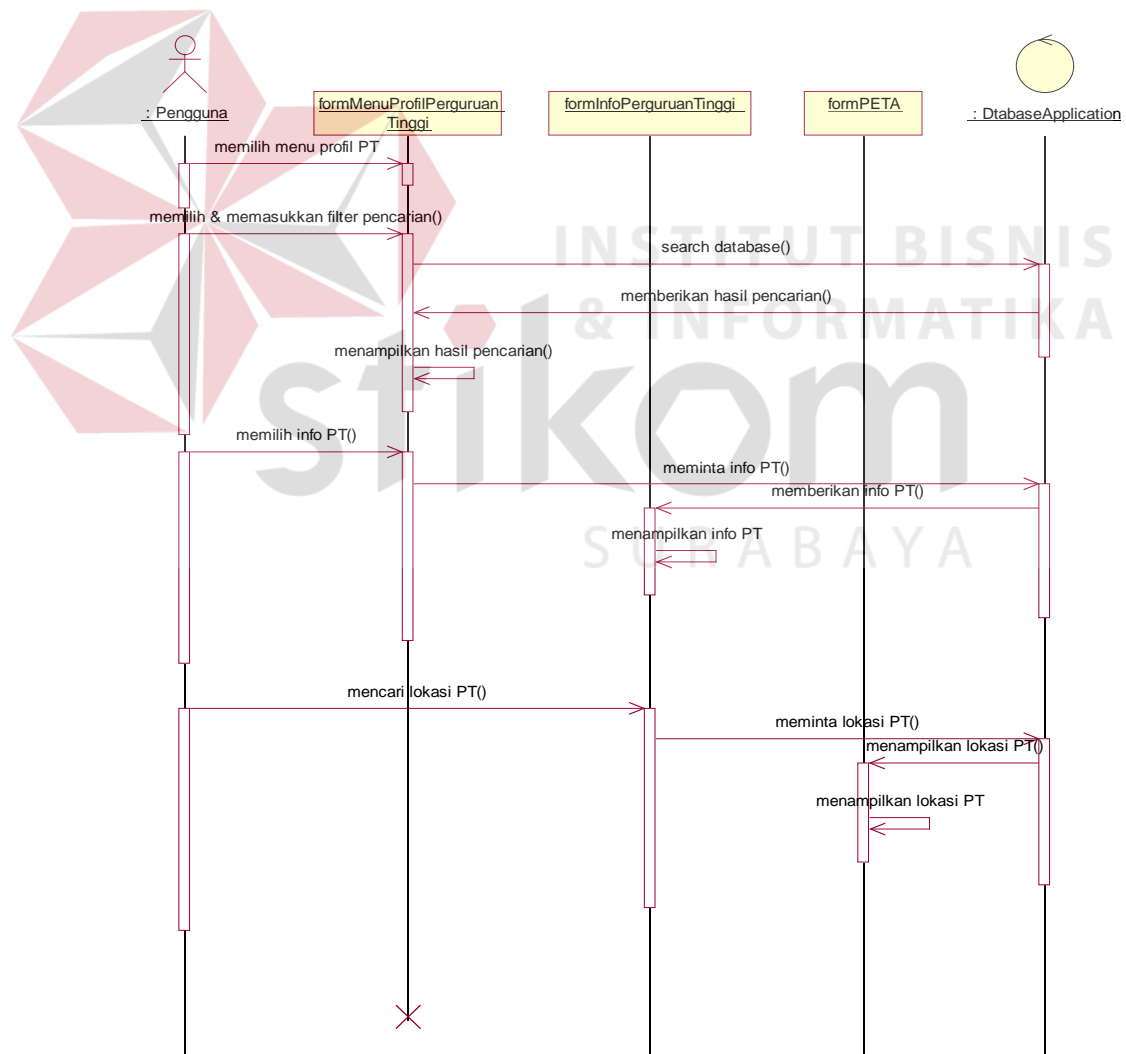 : Pengguna
formMenuProfilPerguruan
Tinggi
formInfoPerguruanTinggi
formPETA
: DtabaseApplication
memilih menu profil PT
memilih & memasukkan filter pencarian()
search database()
memberikan hasil pencarian()
menampilkan hasil pencarian()
memilih info PT()
meminta info PT()
memberikan info PT()
menampilkan info PT
mencari lokasi PT()
meminta lokasi PT()
menampilkan lokasi PT()
menampilkan lokasi PT
INSTITUT BISNIS
& INFORMATIKA
stikom
SURABAYA